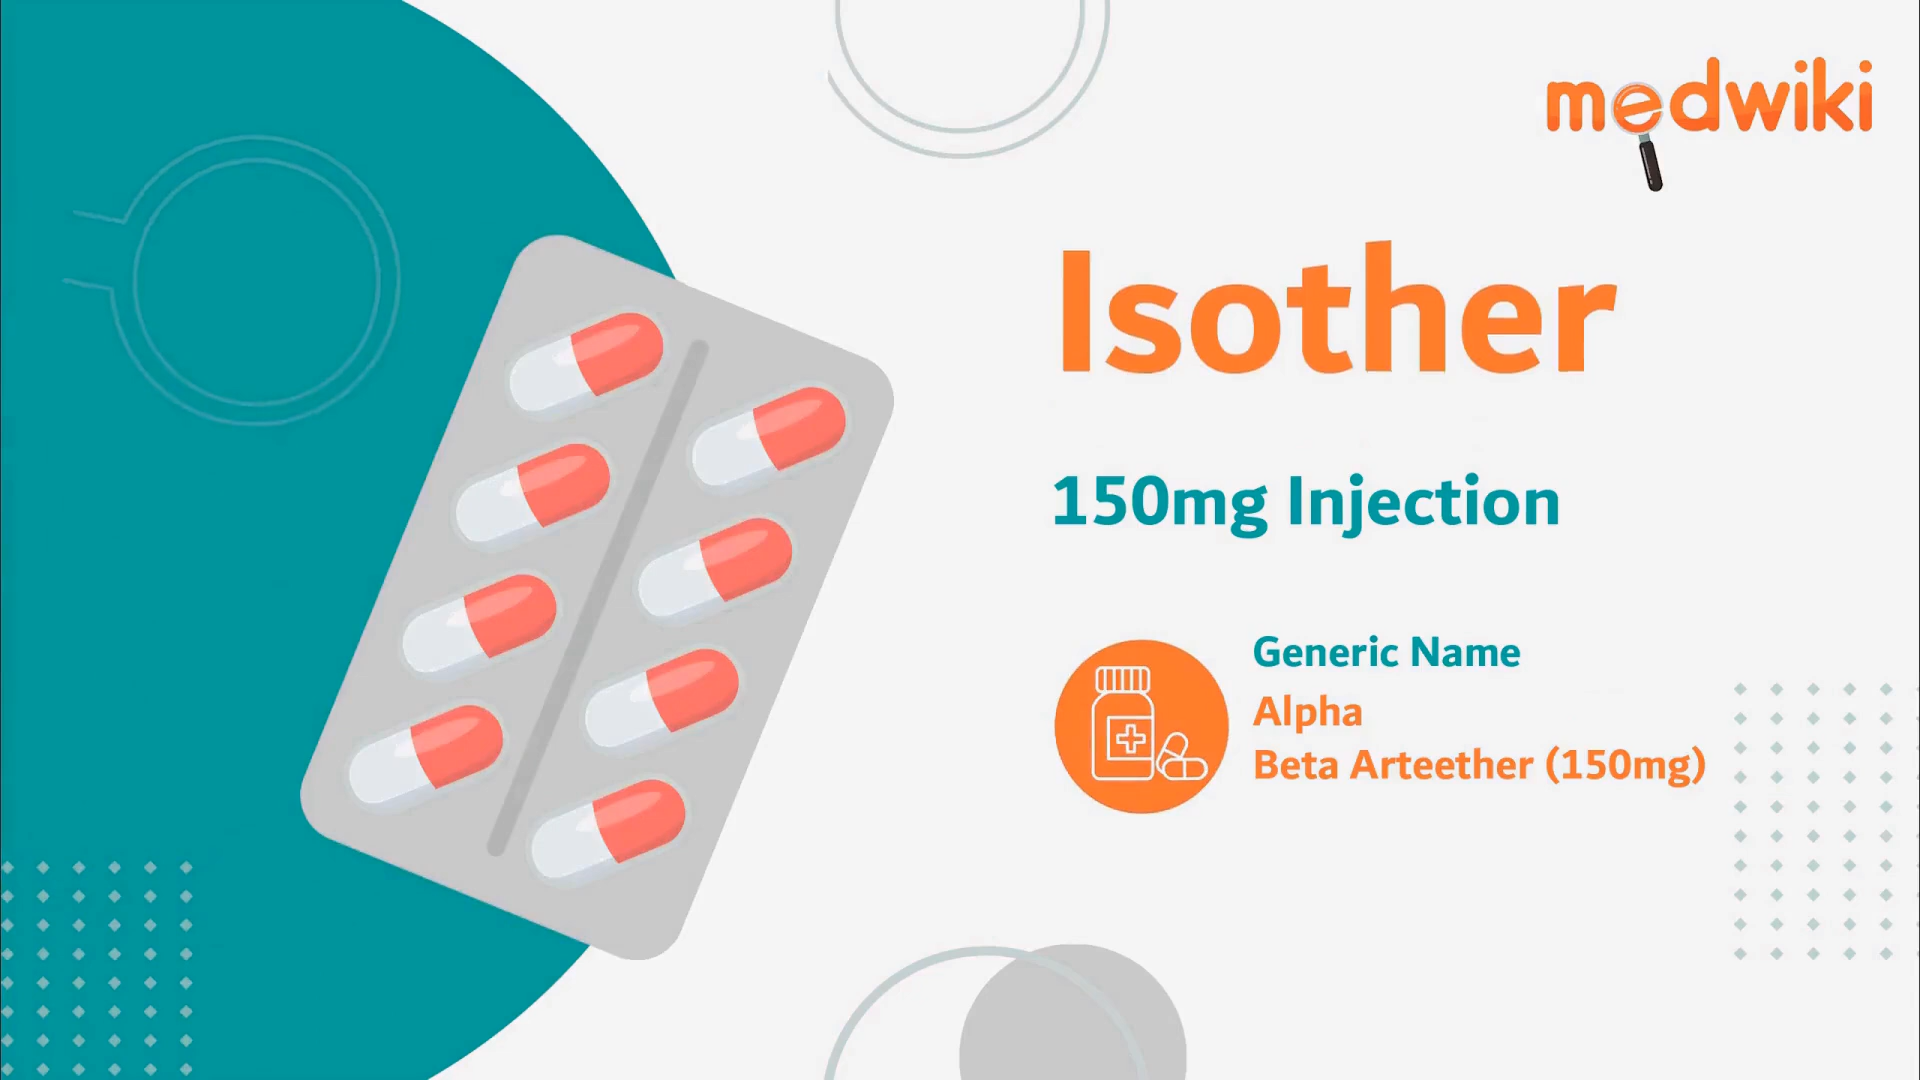 medwiki
Isother
150mg Injection
Generic Name
Alpha
Beta Arteether (150mg)